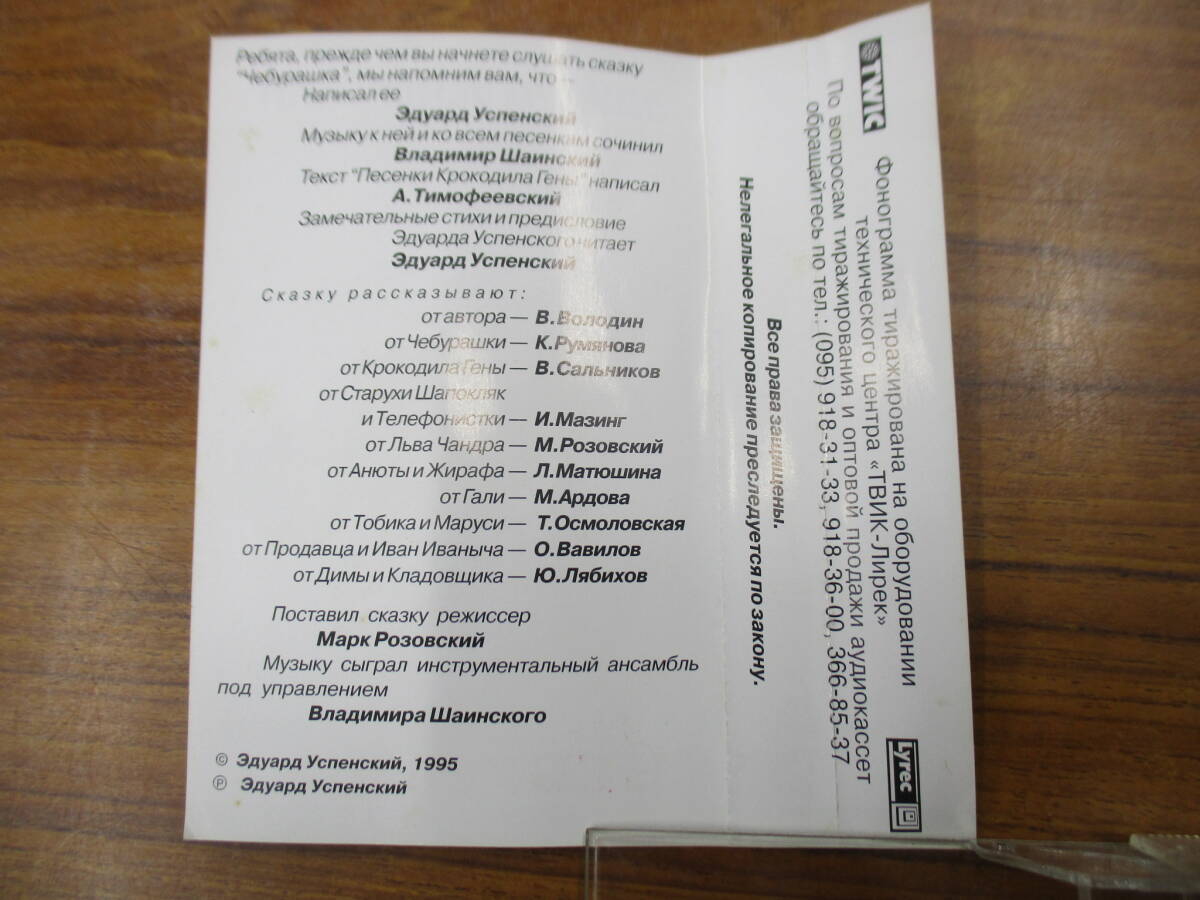 Ребята, прежде чем вы начнете слушать сказку
"Чебурашка", мы напомним вам, что —
Написал ее
Эдуард Успенский
Музыку к ней и ко всем песенкам сочинил
Владимир Шаинский
Текст "Песенки Крокодила Гены" написал
А.Тимофеевский
Замечательные стихи и предисловие
Эдуарда Успенского читает
Эдуард Успенский
Сказку рассказывают:
от автора — В.Володин
от Чебурашки — К.Румянова
от Крокодила Гены — В.Сальников
от Старухи Шапокляк
и Телефонистки — И.Мазинг
от Льва Чандра — М.Розовский
от Анюты и Жирафа — Л.Матюшина
от Гали — М.Ардова
от Тобика и Маруси — Т.Осмоловская
от Продавца и Иван Иваныча — О.Вавилов
от Димы и Кладовщика — Ю.Лябихов
Поставил сказку режиссер
Марк Розовский
Музыку сыграл инструментальный ансамбль
под управлением
Владимира Шаинского
© Эдуард Успенский, 1995
℗ Эдуард Успенский
TWIC
Фонограмма тиражирована на оборудовании
технического центра «ТВИК-Лирек»
По вопросам тиражирования и оптовой продажи аудиокассет
обращайтесь по тел.: (095) 918-31-33, 918-36-00, 366-85-37
Lyrec
Все права защищены.
Нелегальное копирование преследуется по закону.